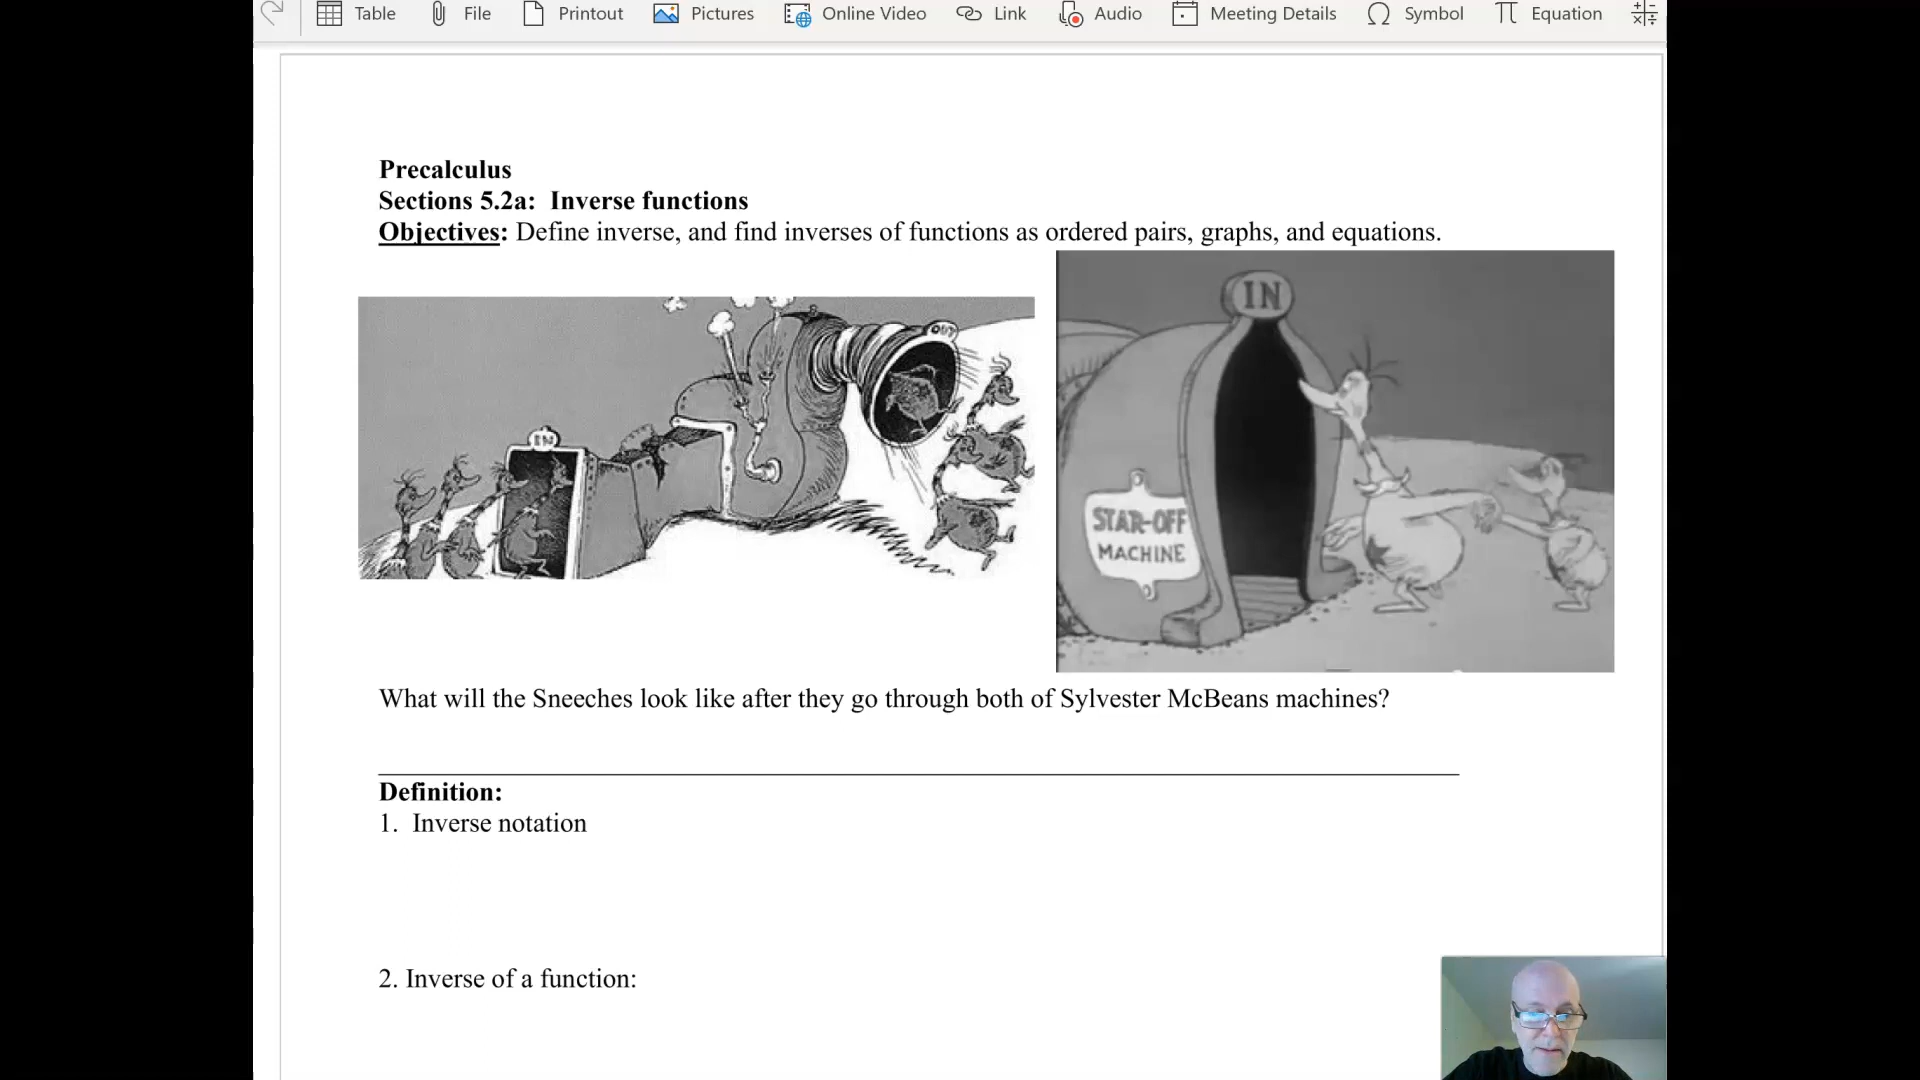 Table File Printout Pictures Online Video Link Audio Meeting Details Symbol Equation
Precalculus
Sections 5.2a: Inverse functions
Objectives: Define inverse, and find inverses of functions as ordered pairs, graphs, and equations.
IN
OUT
IN
STAR-OFF
MACHINE
What will the Sneeches look like after they go through both of Sylvester McBeans machines?
Definition:
1. Inverse notation
2. Inverse of a function: